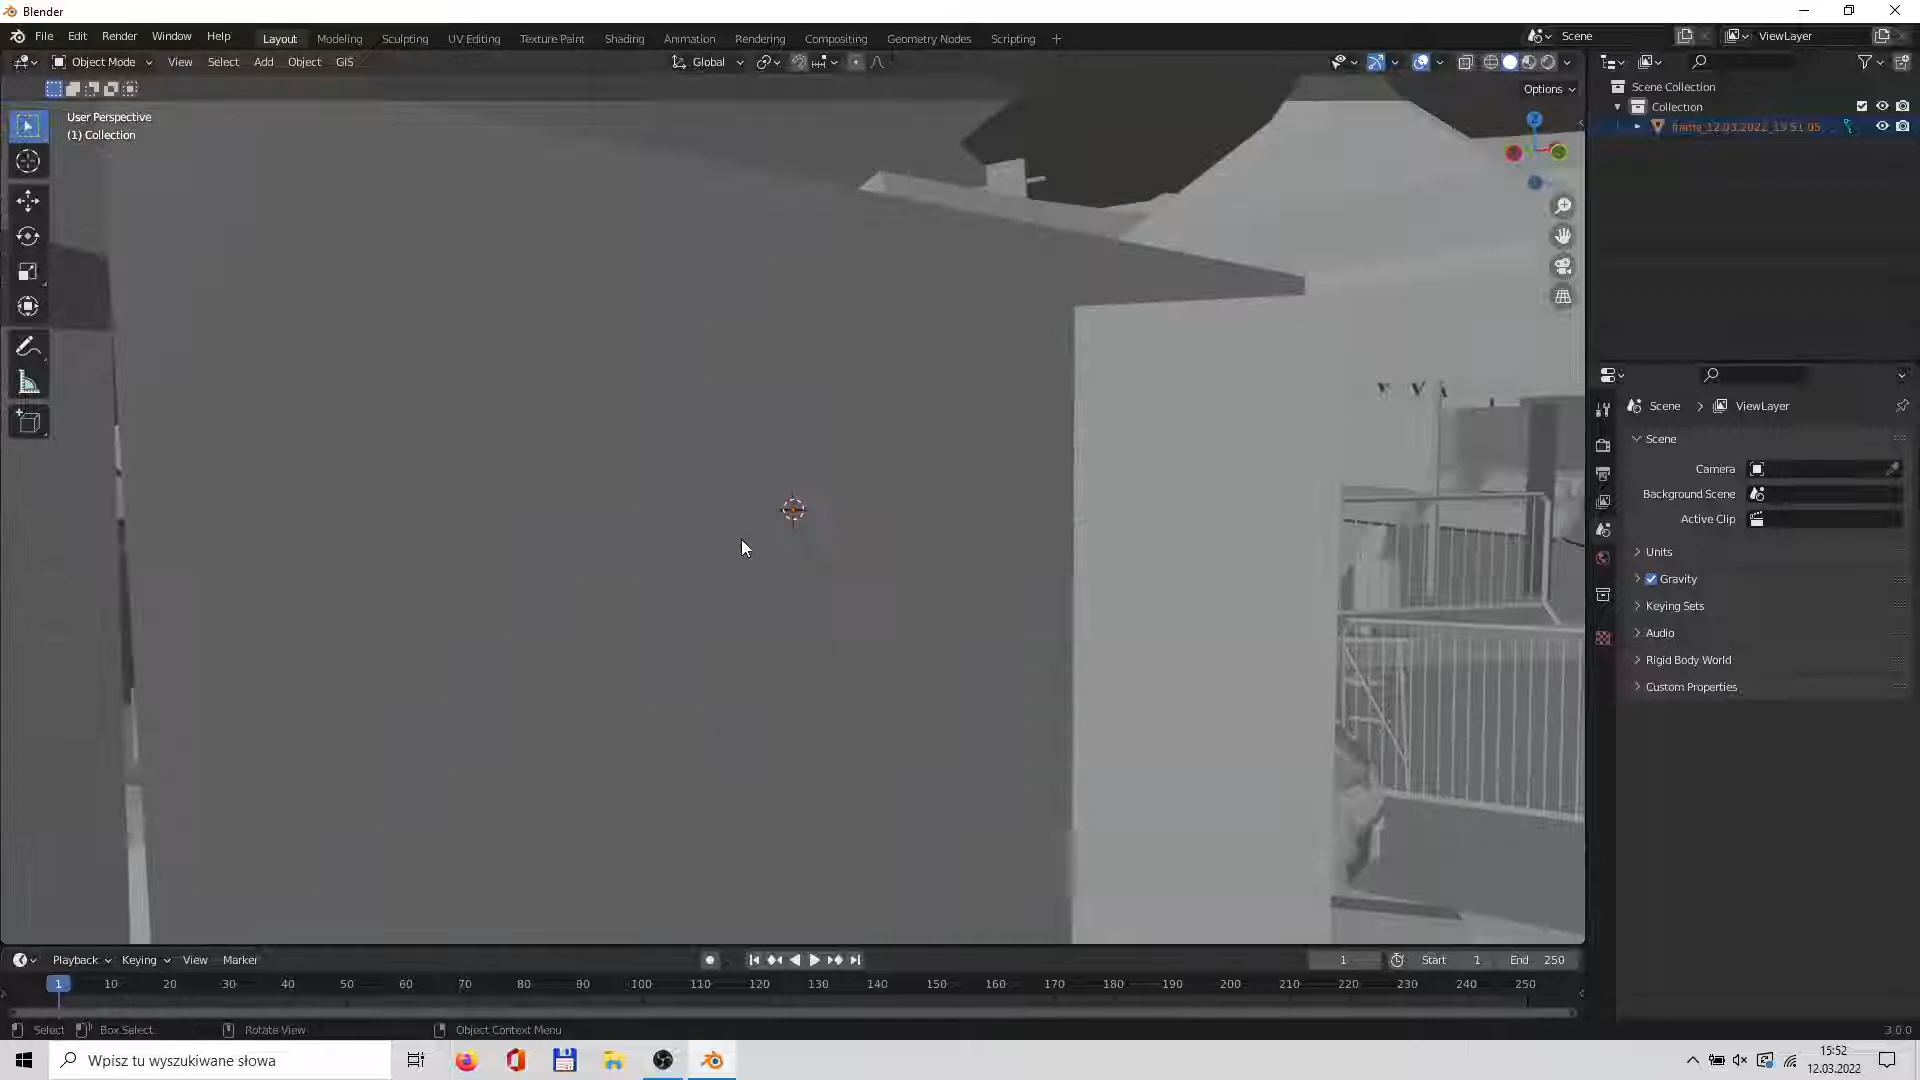 Blender
File Edit Render Window Help
Layout Modeling Sculpting UV Editing Texture Paint Shading Animation Rendering Compositing Geometry Nodes Scripting
Scene
ViewLayer
Object Mode
View Select Add Object GIS
Global
Options
User Perspective
(1) Collection
Z
Scene Collection
Collection
frame_12.03.2022_15.51.05
Scene
ViewLayer
Scene
Camera
Background Scene
Active Clip
Units
Gravity
Keying Sets
Audio
Rigid Body World
Custom Properties
Playback Keying View Marker
1 Start 1 End 250
1 10 20 30 40 50 60 70 80 90 100 110 120 130 140 150 160 170 180 190 200 210 220 230 240 250
Select Box Select Rotate View Object Context Menu
3.0.0
Wpisz tu wyszukiwane słowa
15:52
12.03.2022